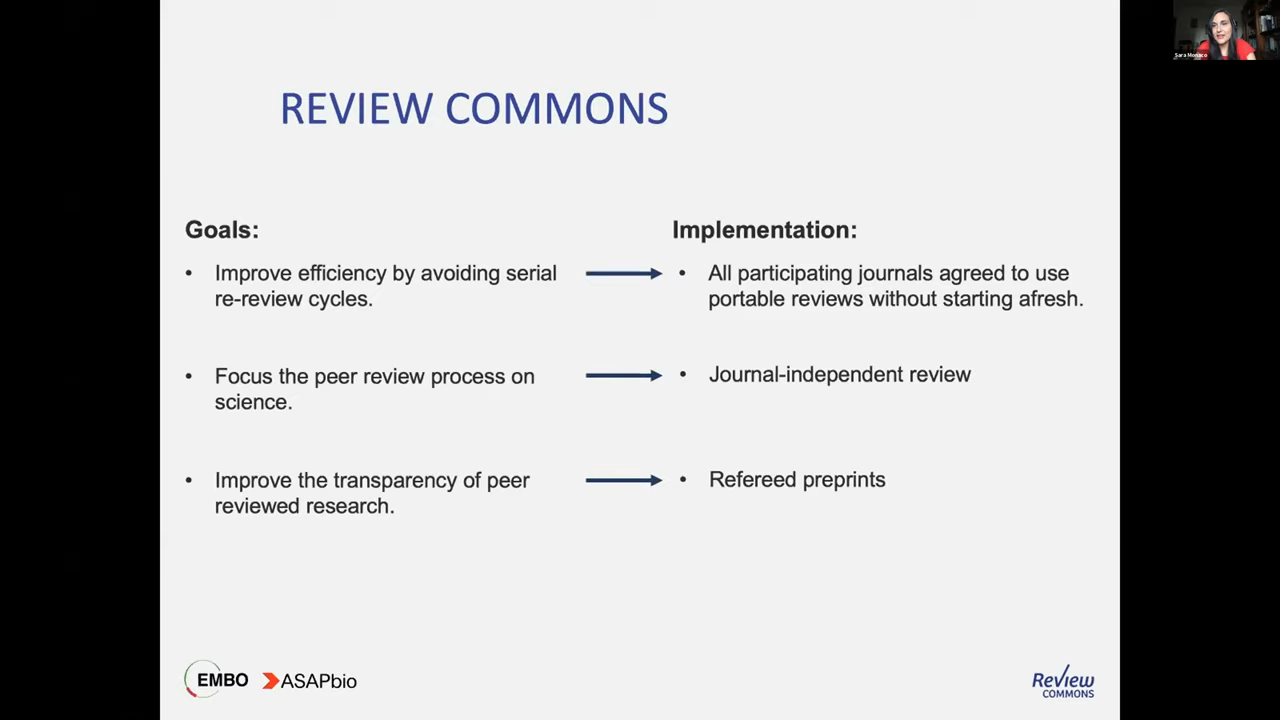 Sara Monaco
REVIEW COMMONS
Goals:
• Improve efficiency by avoiding serial
re-review cycles.
• Focus the peer review process on
science.
• Improve the transparency of peer
reviewed research.
Implementation:
• All participating journals agreed to use
portable reviews without starting afresh.
• Journal-independent review
• Refereed preprints
EMBO
ASAPbio
Review
COMMONS